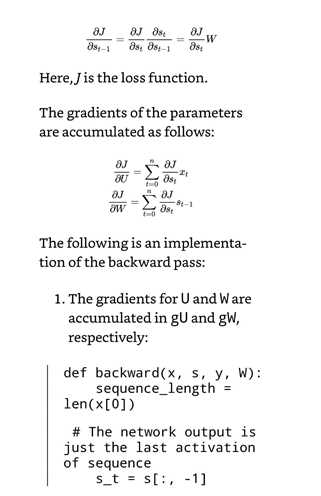 ∂J/∂s_{t−1} = ∂J/∂s_t ∂s_t/∂s_{t−1} = ∂J/∂s_t W
Here, J is the loss function.
The gradients of the parameters
are accumulated as follows:
∂J/∂U = ∑_{t=0}^{n} ∂J/∂s_t x_t
∂J/∂W = ∑_{t=0}^{n} ∂J/∂s_t s_{t−1}
The following is an implementa-
tion of the backward pass:
1. The gradients for U and W are
accumulated in gU and gW,
respectively:
def backward(x, s, y, W):
sequence_length =
len(x[0])
# The network output is
just the last activation
of sequence
s_t = s[:, -1]